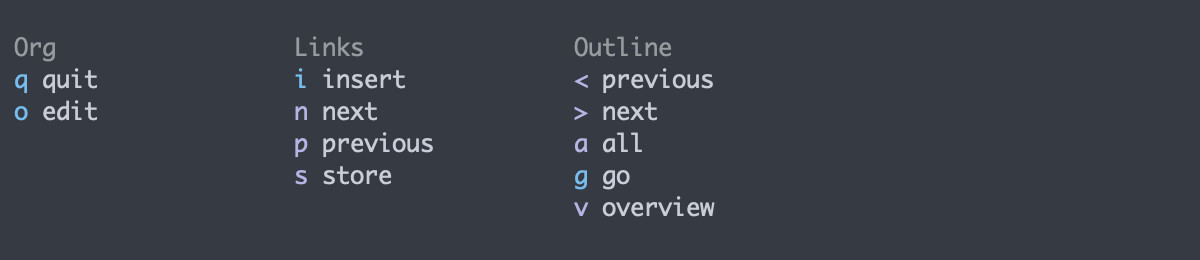 Org Links Outline
q quit i insert < previous
o edit n next > next
p previous a all
s store g go
v overview